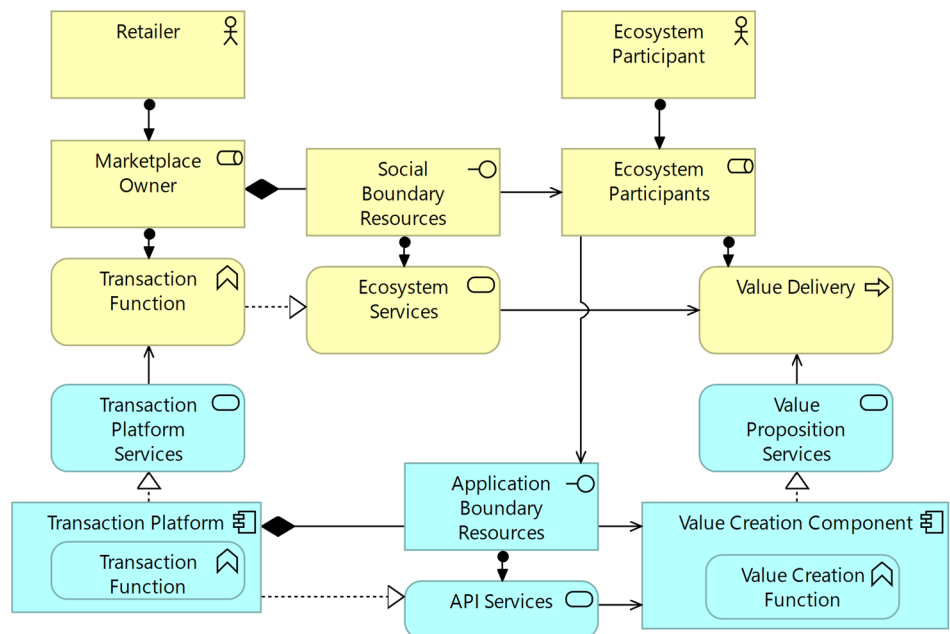 Retailer
Ecosystem
Participant
Marketplace
Owner
Social
Boundary
Resources
Ecosystem
Participants
Transaction
Function
Ecosystem
Services
Value Delivery
Transaction
Platform
Services
Value
Proposition
Services
Transaction Platform
Transaction
Function
Application
Boundary
Resources
Value Creation Component
Value Creation
Function
API Services